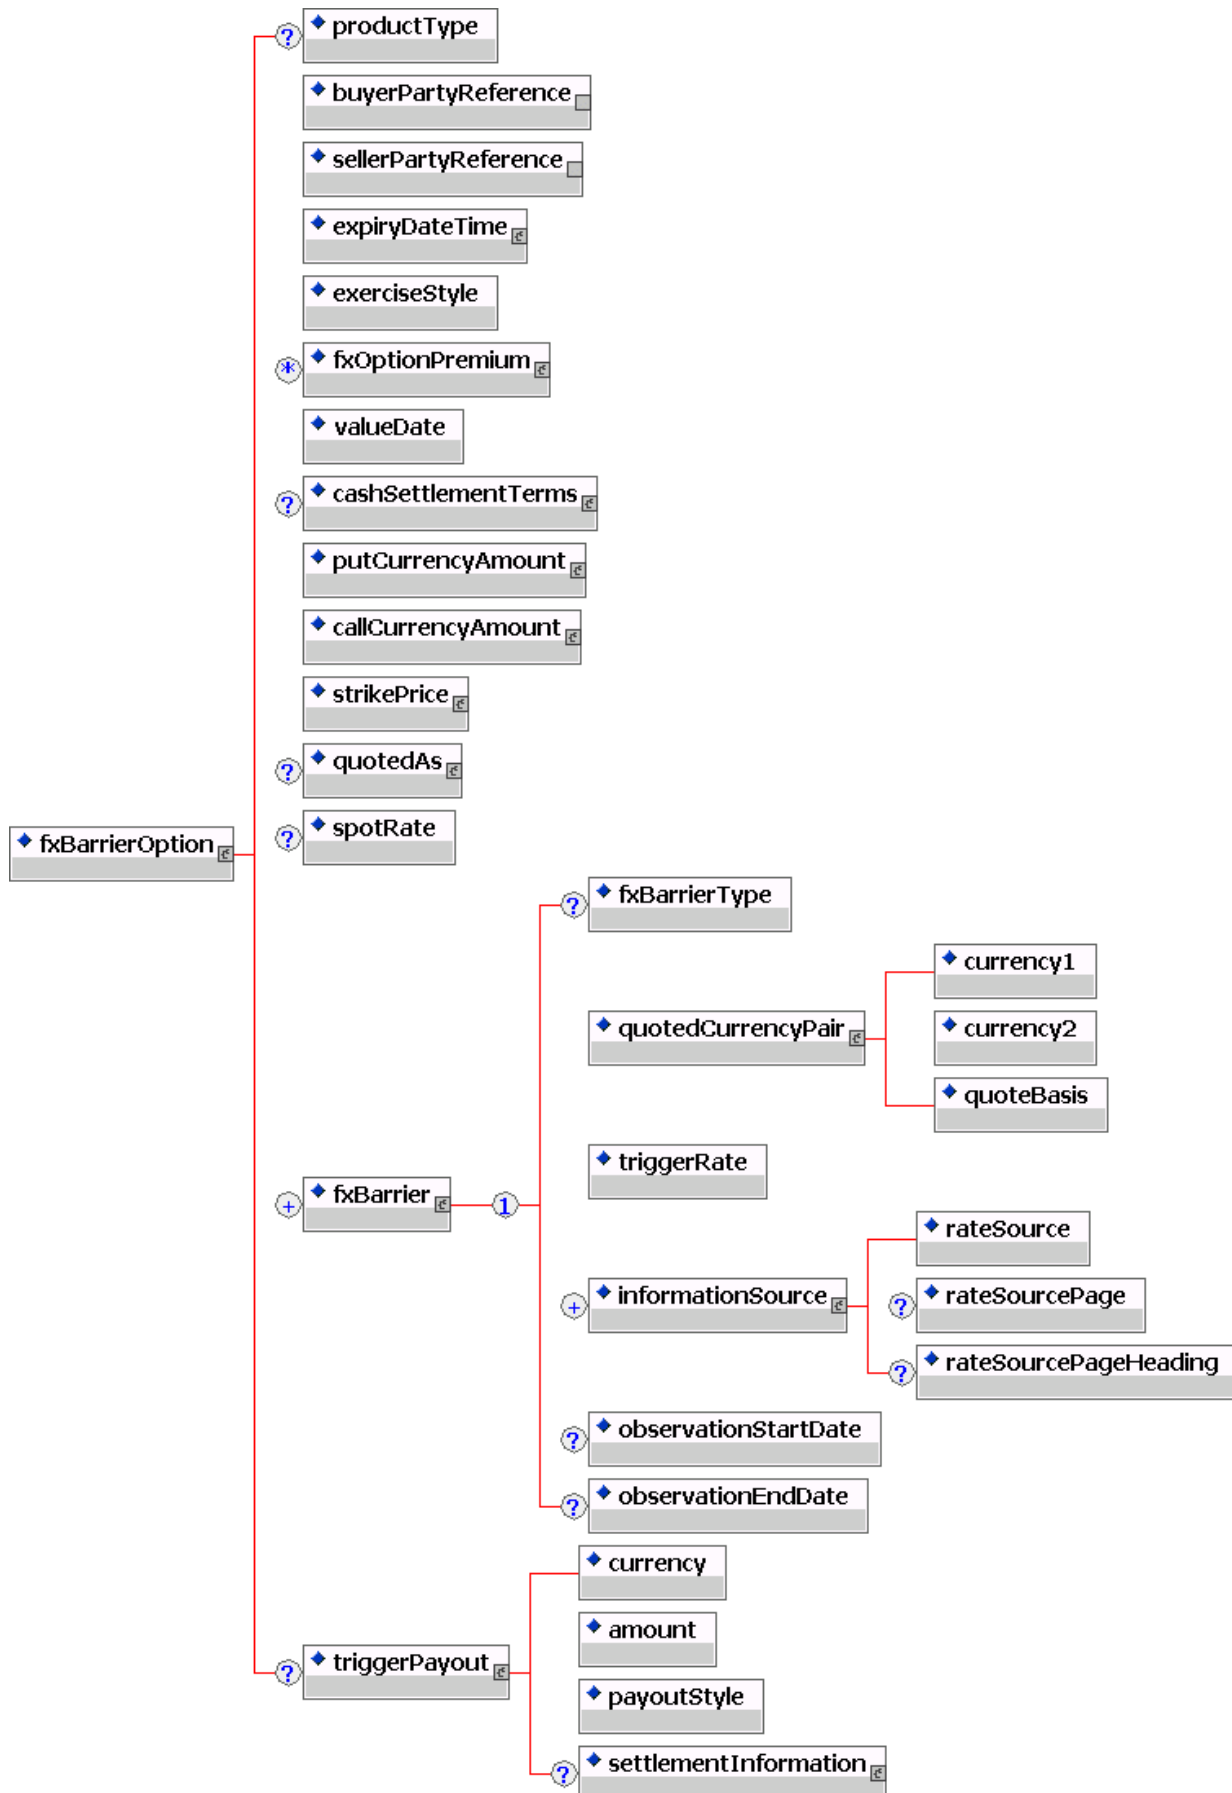 ? productType
buyerPartyReference
sellerPartyReference
expiryDateTime
exerciseStyle
* fxOptionPremium
valueDate
? cashSettlementTerms
putCurrencyAmount
callCurrencyAmount
strikePrice
? quotedAs
? spotRate
fxBarrierOption
? fxBarrierType
currency1
quotedCurrencyPair
currency2
quoteBasis
triggerRate
+ fxBarrier
1
rateSource
+ informationSource
? rateSourcePage
? rateSourcePageHeading
? observationStartDate
? observationEndDate
currency
amount
? triggerPayout
payoutStyle
? settlementInformation